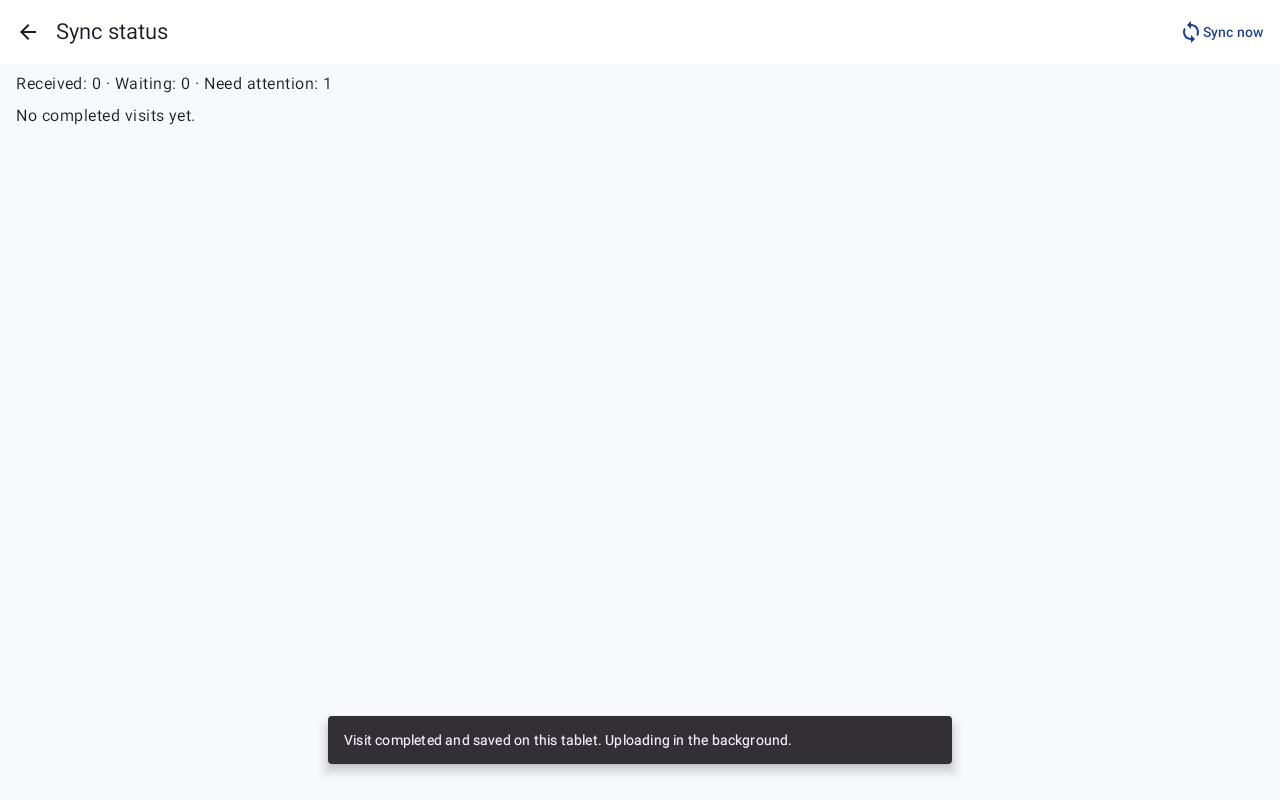 Sync status
Sync now
Received: 0 · Waiting: 0 · Need attention: 1
No completed visits yet.
Visit completed and saved on this tablet. Uploading in the background.